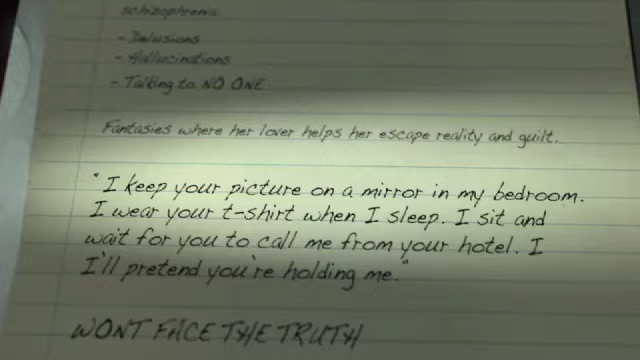 schizophrenia
- Delusions
- Hallucinations
- Talking to NO ONE
Fantasies where her lover helps her escape reality and guilt.
"I keep your picture on a mirror in my bedroom.
I wear your t-shirt when I sleep. I sit and
wait for you to call me from your hotel. I
I'll pretend you're holding me."
WONT FACE THE TRUTH